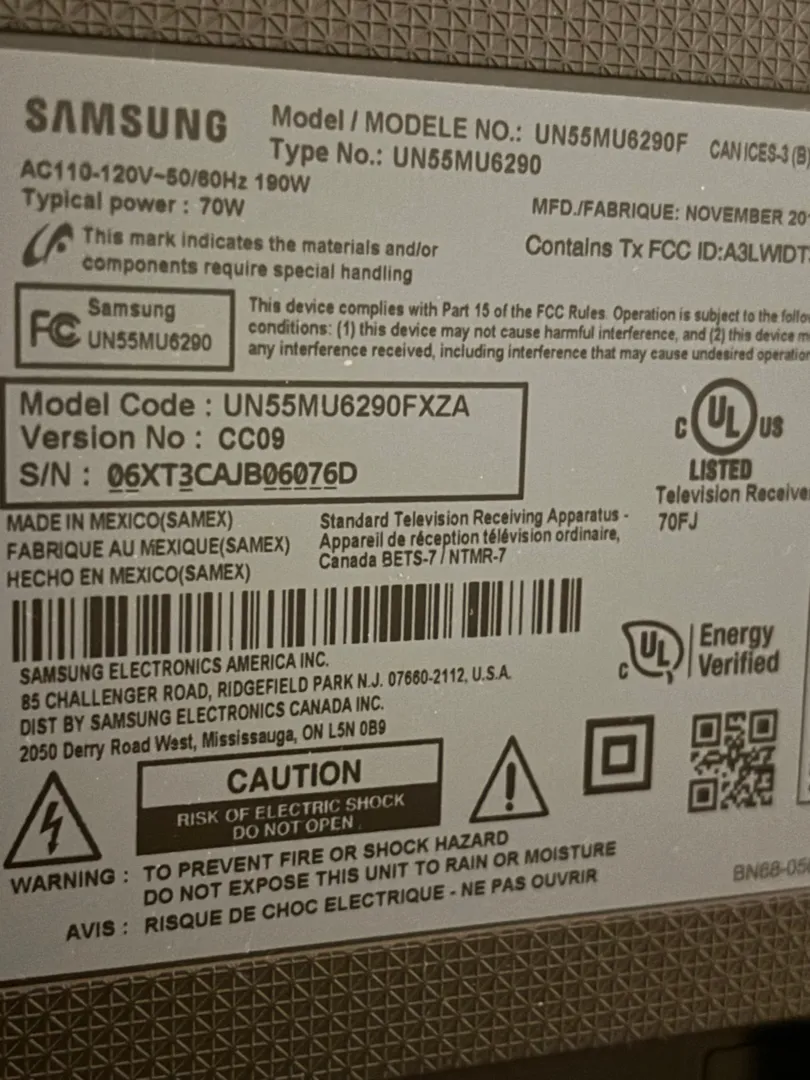 SAMSUNG
Model / MODELE NO.: UN55MU6290F
CAN ICES-3 (B)
Type No.: UN55MU6290
AC110-120V~50/60Hz 190W
Typical power : 70W
MFD./FABRIQUE: NOVEMBER
This mark indicates the materials and/or
components require special handling
Contains Tx FCC ID:
FC Samsung
UN55MU6290
This device complies with Part 15 of the FCC Rules. Operation is subject to the
conditions: (1) this device may not cause harmful interference, and (2) this device
any interference received, including interference that may cause undesired
Model Code : UN55MU6290FXZA
Version No : CC09
S/N : 06XT3CAJB06076D
C UL US
LISTED
Television
70FJ
MADE IN MEXICO(SAMEX)
FABRIQUE AU MEXIQUE(SAMEX)
HECHO EN MEXICO(SAMEX)
Standard Television Receiving Apparatus -
Appareil de réception télévision ordinaire,
Canada BETS-7 / NTMR-7
SAMSUNG ELECTRONICS AMERICA INC.
85 CHALLENGER ROAD, RIDGEFIELD PARK N.J. 07660-2112, U.S.A.
DIST BY SAMSUNG ELECTRONICS CANADA INC.
2050 Derry Road West, Mississauga, ON L5N 0B9
C UL
Energy
Verified
CAUTION
RISK OF ELECTRIC SHOCK
DO NOT OPEN
WARNING : TO PREVENT FIRE OR SHOCK HAZARD
DO NOT EXPOSE THIS UNIT TO RAIN OR MOISTURE
AVIS : RISQUE DE CHOC ELECTRIQUE - NE PAS OUVRIR